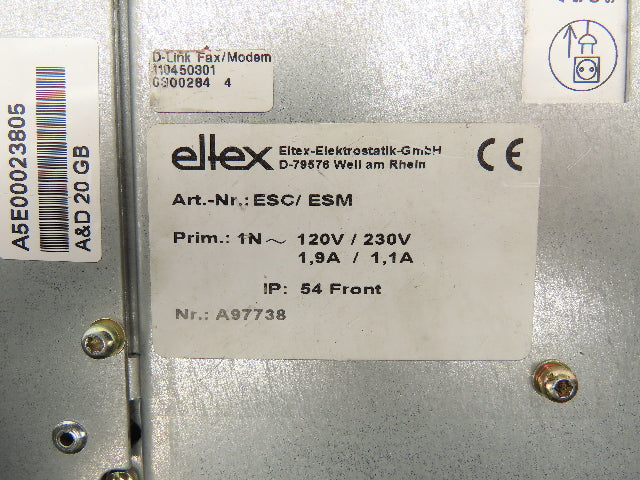 D-Link Fax/Modem
110450301
0900284 4
A5E00023805
A&D 20 GB
eltex
Eltex-Elektrostatik-GmbH
D-79576 Weil am Rhein
CE
Art.-Nr.: ESC/ ESM
Prim.: 1N ~ 120V / 230V
1,9A / 1,1A
IP: 54 Front
Nr.: A97738